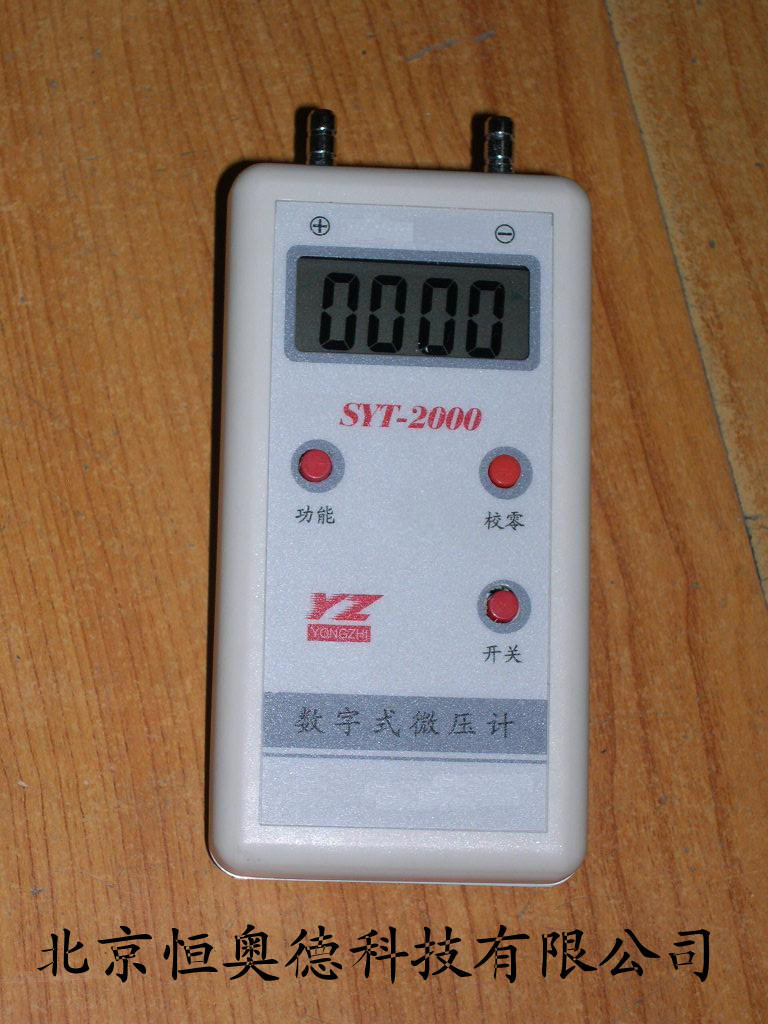 ⊕ ⊖
0000
SYT-2000
功能 校零
YZ
YONGZHI
开关
数字式微压计
北京恒奥德科技有限公司